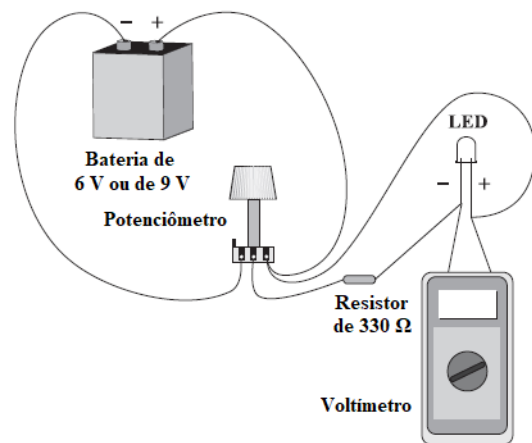 − +
Bateria de
6 V ou de 9 V
Potenciômetro
LED
− +
Resistor
de 330 Ω
Voltímetro